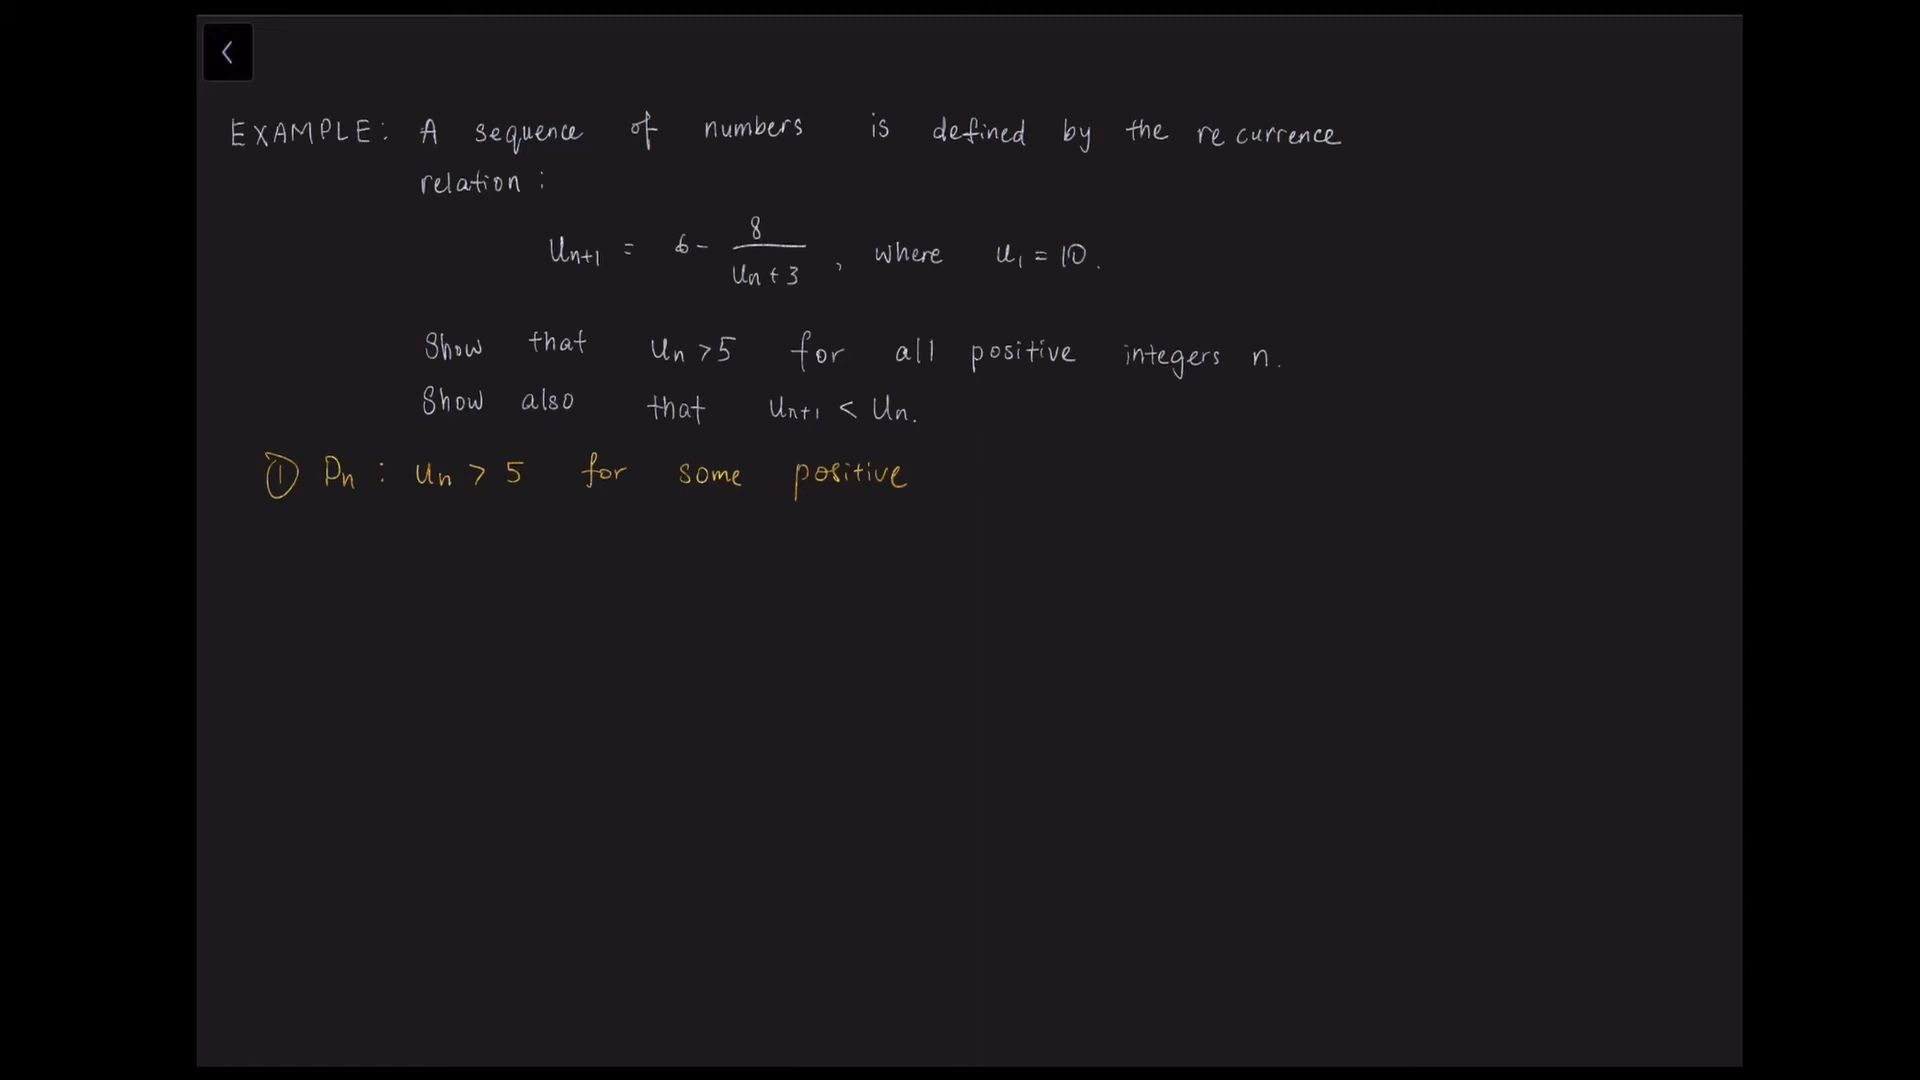 EXAMPLE: A sequence of numbers is defined by the recurrence
relation:
Un+1 = 6 - 8/(Un + 3), where u₁ = 10.
Show that Un > 5 for all positive integers n.
Show also that Un+1 < Un.
① Pn: Un > 5 for some positive